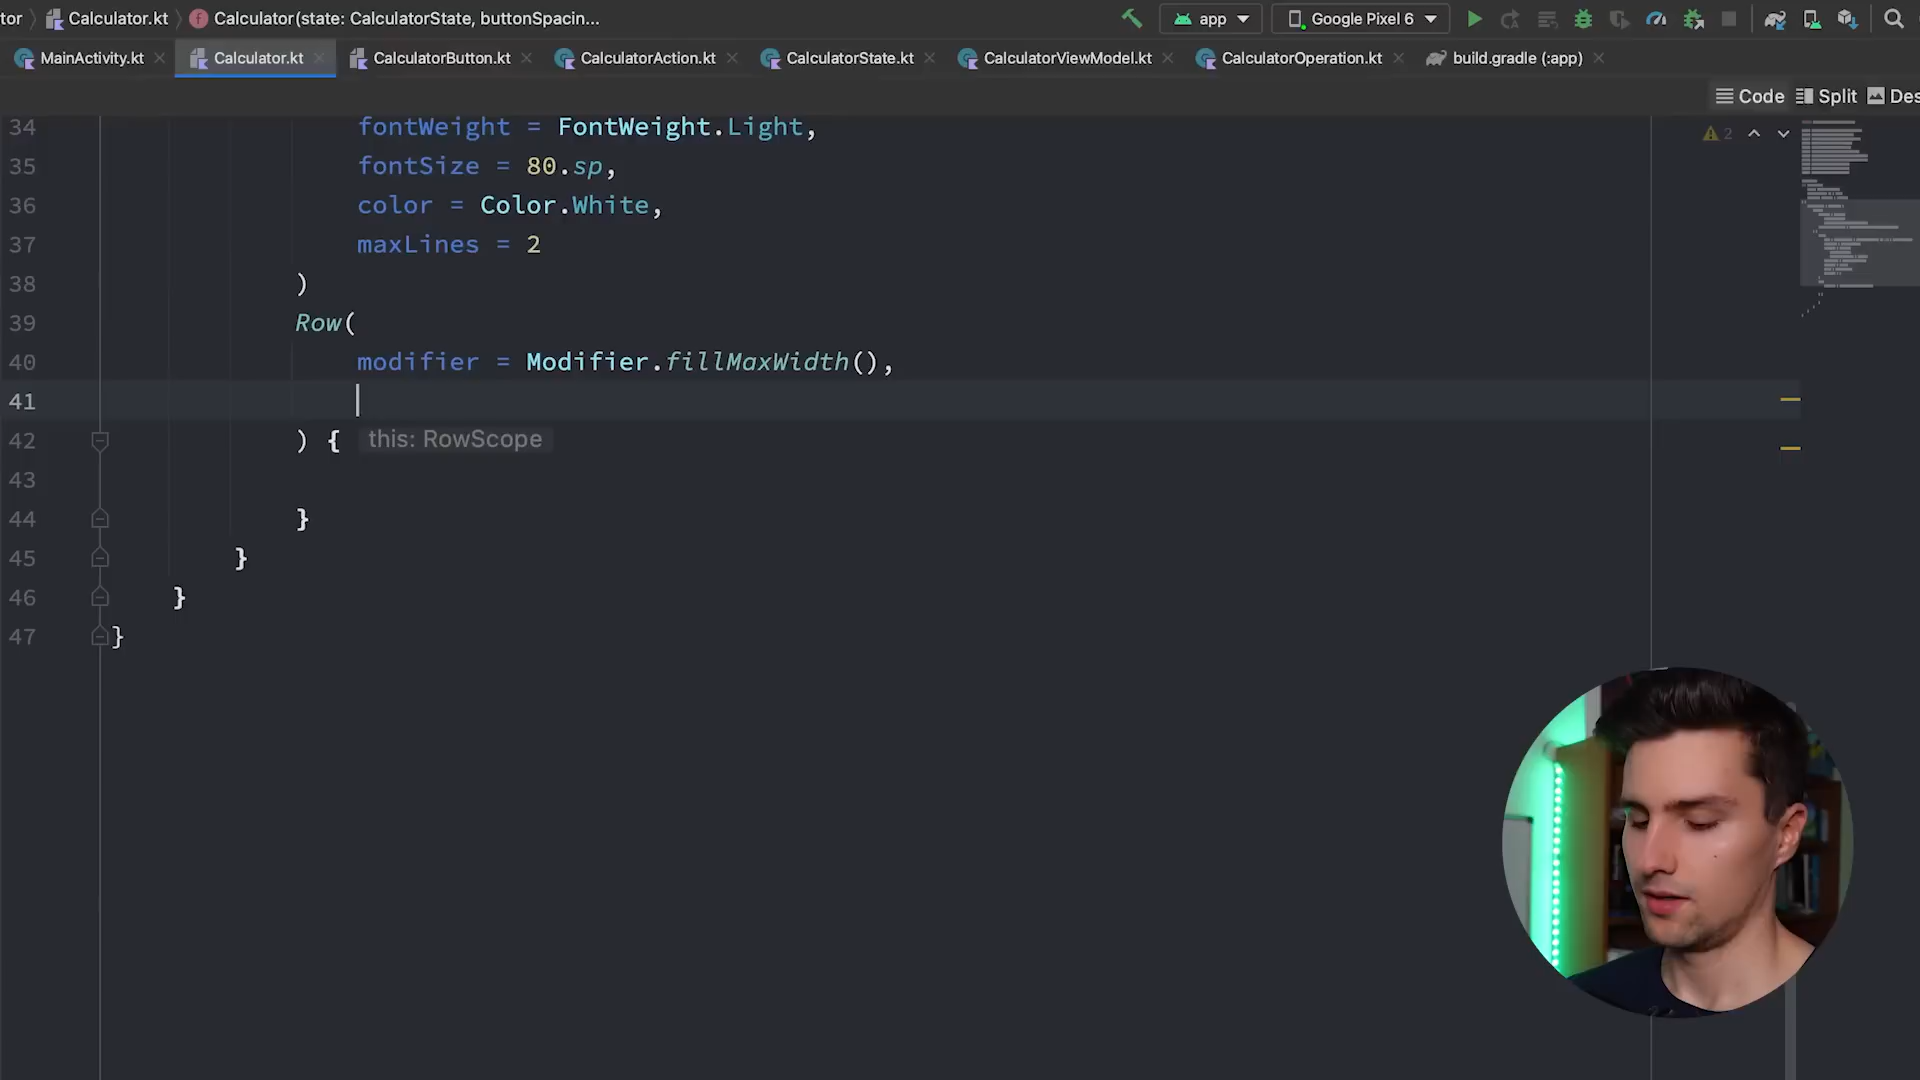 tor > Calculator.kt > Calculator(state: CalculatorState, buttonSpacin...
app
Google Pixel 6
MainActivity.kt
Calculator.kt
CalculatorButton.kt
CalculatorAction.kt
CalculatorState.kt
CalculatorViewModel.kt
CalculatorOperation.kt
build.gradle (:app)
Code
Split
Des
2
34 fontWeight = FontWeight.Light,
35 fontSize = 80.sp,
36 color = Color.White,
37 maxLines = 2
38 )
39 Row(
40 modifier = Modifier.fillMaxWidth(),
41
42 ) { this: RowScope
43
44 }
45 }
46 }
47 }